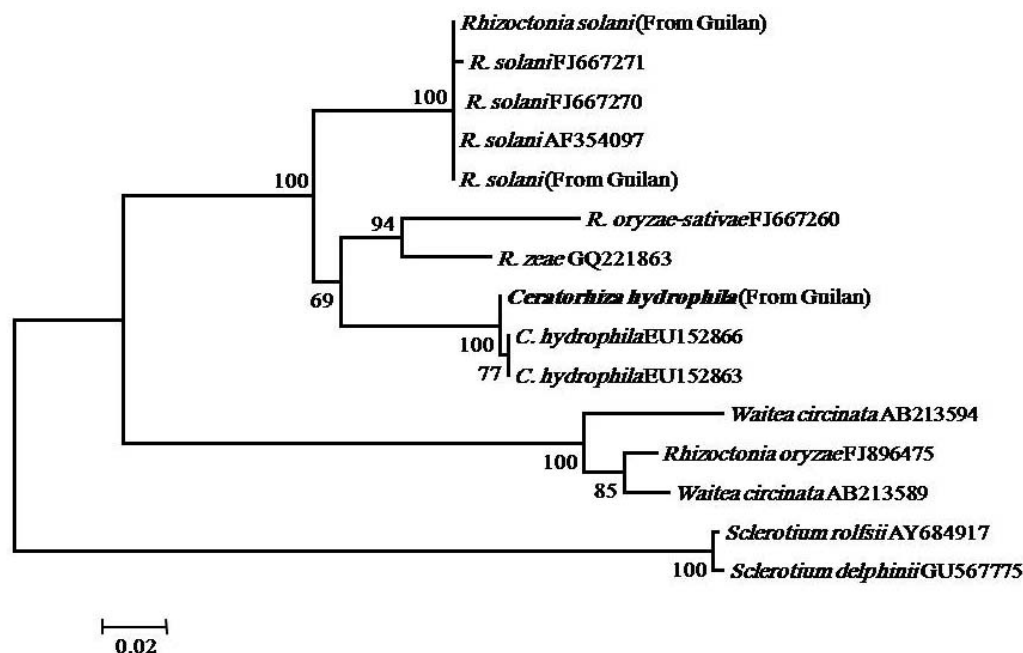 Rhizoctonia solani (From Guilan)
R. solani FJ667271
100
R. solani FJ667270
R. solani AF354097
100
R. solani (From Guilan)
94
R. oryzae-sativae FJ667260
R. zeae GQ221863
69
Ceratorhiza hydrophila (From Guilan)
100
C. hydrophila EU152866
77
C. hydrophila EU152863
Waitea circinata AB213594
100
Rhizoctonia oryzae FJ896475
85
Waitea circinata AB213589
Sclerotium rolfsii AY684917
100
Sclerotium delphinii GU567775
0.02